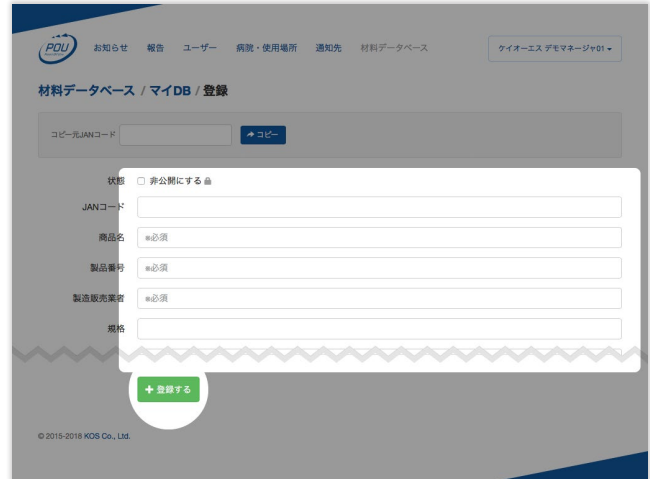 POU
お知らせ 報告 ユーザー 病院・使用場所 通知先 材料データベース ケイオーエス デモマネージャ01
材料データベース / マイDB / 登録
コピー元JANコード コピー
状態 非公開にする
JANコード
商品名 ※必須
製品番号 ※必須
製造販売業者 ※必須
規格
+ 登録する
© 2015-2016 KOS Co., Ltd.